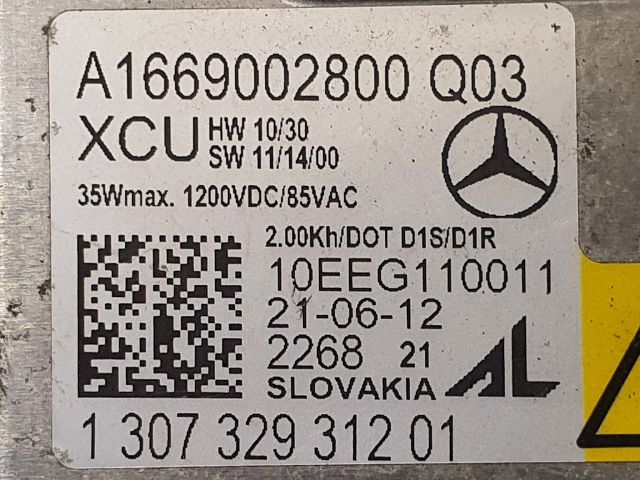 A1669002800 Q03
XCU HW 10/30
SW 11/14/00
35Wmax. 1200VDC/85VAC
2.00Kh/DOT D1S/D1R
10EEG110011
21-06-12
2268 21
SLOVAKIA
AL
1 307 329 312 01